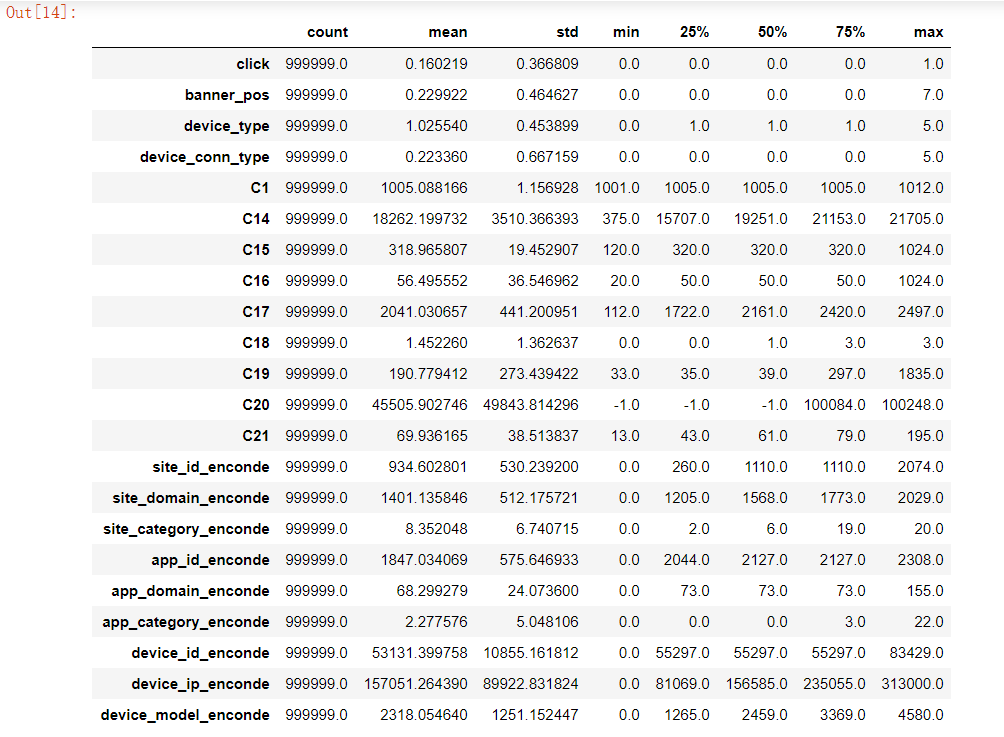 Out[14]:
count mean std min 25% 50% 75% max
click 999999.0 0.160219 0.366809 0.0 0.0 0.0 0.0 1.0
banner_pos 999999.0 0.229922 0.464627 0.0 0.0 0.0 0.0 7.0
device_type 999999.0 1.025540 0.453899 0.0 1.0 1.0 1.0 5.0
device_conn_type 999999.0 0.223360 0.667159 0.0 0.0 0.0 0.0 5.0
C1 999999.0 1005.088166 1.156928 1001.0 1005.0 1005.0 1005.0 1012.0
C14 999999.0 18262.199732 3510.366393 375.0 15707.0 19251.0 21153.0 21705.0
C15 999999.0 318.965807 19.452907 120.0 320.0 320.0 320.0 1024.0
C16 999999.0 56.495552 36.546962 20.0 50.0 50.0 50.0 1024.0
C17 999999.0 2041.030657 441.200951 112.0 1722.0 2161.0 2420.0 2497.0
C18 999999.0 1.452260 1.362637 0.0 0.0 1.0 3.0 3.0
C19 999999.0 190.779412 273.439422 33.0 35.0 39.0 297.0 1835.0
C20 999999.0 45505.902746 49843.814296 -1.0 -1.0 -1.0 100084.0 100248.0
C21 999999.0 69.936165 38.513837 13.0 43.0 61.0 79.0 195.0
site_id_enconde 999999.0 934.602801 530.239200 0.0 260.0 1110.0 1110.0 2074.0
site_domain_enconde 999999.0 1401.135846 512.175721 0.0 1205.0 1568.0 1773.0 2029.0
site_category_enconde 999999.0 8.352048 6.740715 0.0 2.0 6.0 19.0 20.0
app_id_enconde 999999.0 1847.034069 575.646933 0.0 2044.0 2127.0 2127.0 2308.0
app_domain_enconde 999999.0 68.299279 24.073600 0.0 73.0 73.0 73.0 155.0
app_category_enconde 999999.0 2.277576 5.048106 0.0 0.0 0.0 3.0 22.0
device_id_enconde 999999.0 53131.399758 10855.161812 0.0 55297.0 55297.0 55297.0 83429.0
device_ip_enconde 999999.0 157051.264390 89922.831824 0.0 81069.0 156585.0 235055.0 313000.0
device_model_enconde 999999.0 2318.054640 1251.152447 0.0 1265.0 2459.0 3369.0 4580.0